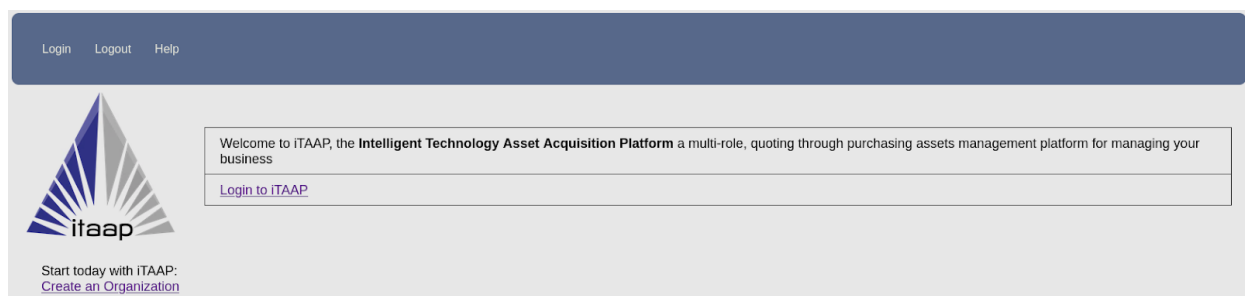 Login Logout Help
Welcome to iTAAP, the Intelligent Technology Asset Acquisition Platform a multi-role, quoting through purchasing assets management platform for managing your
business
Login to iTAAP
itaap
Start today with iTAAP:
Create an Organization